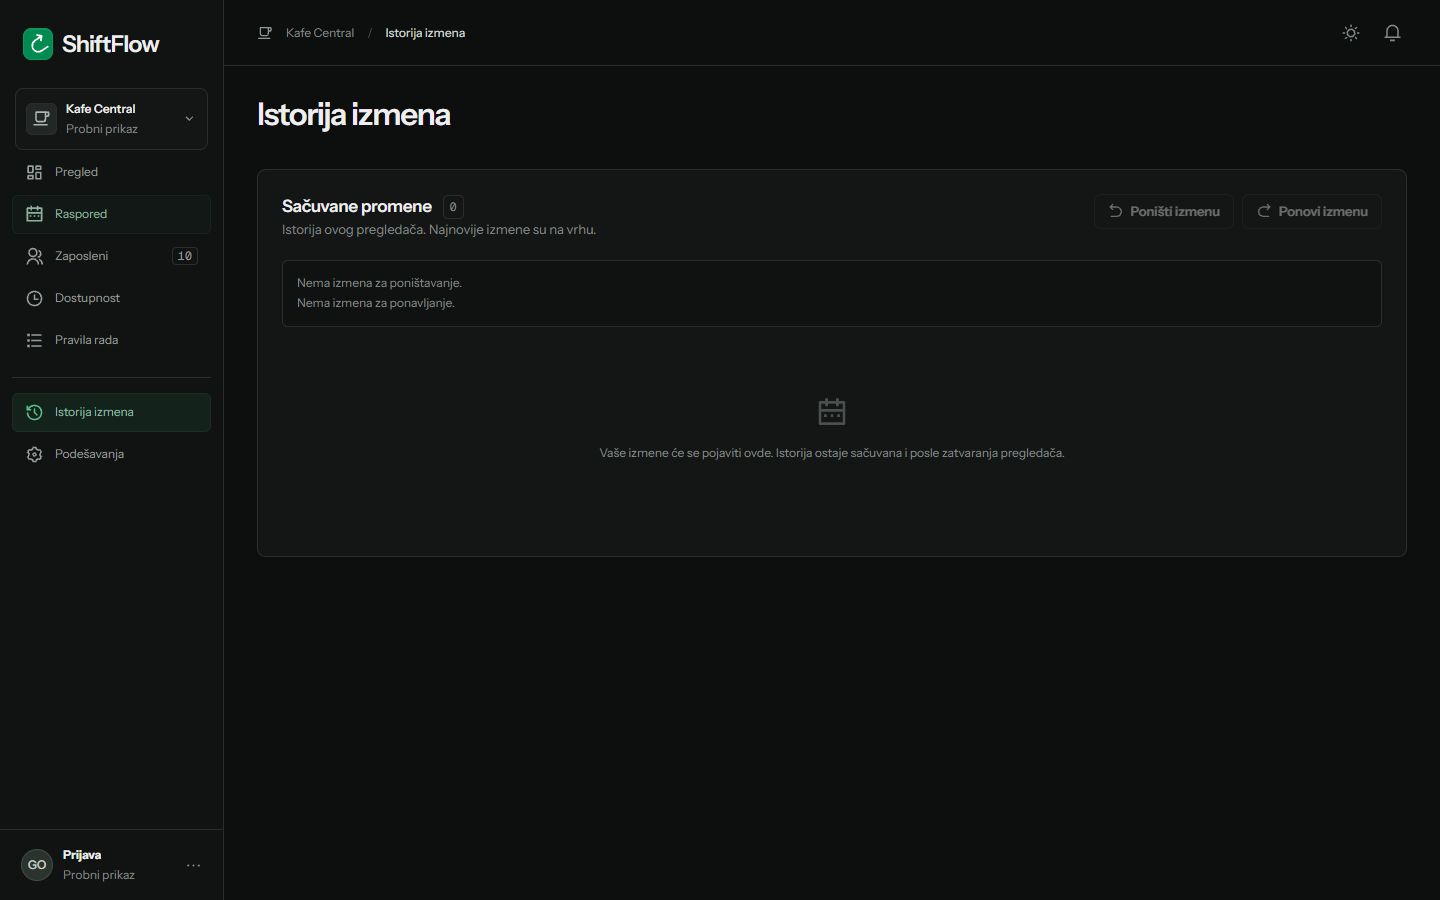 ShiftFlow
Kafe Central
Probni prikaz
Pregled
Raspored
Zaposleni 10
Dostupnost
Pravila rada
Istorija izmena
Podešavanja
GO
Prijava
Probni prikaz
Kafe Central / Istorija izmena
Istorija izmena
Sačuvane promene 0
Istorija ovog pregledača. Najnovije izmene su na vrhu.
Poništi izmenu
Ponovi izmenu
Nema izmena za poništavanje.
Nema izmena za ponavljanje.
Vaše izmene će se pojaviti ovde. Istorija ostaje sačuvana i posle zatvaranja pregledača.